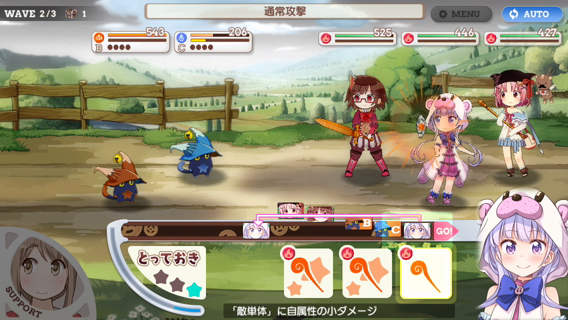 WAVE 2/3 1
通常攻撃
MENU
AUTO
B 543
C 206
525
446
427
B
C
GO!
とっておき
SUPPORT
「敵単体」に自属性の小ダメージ